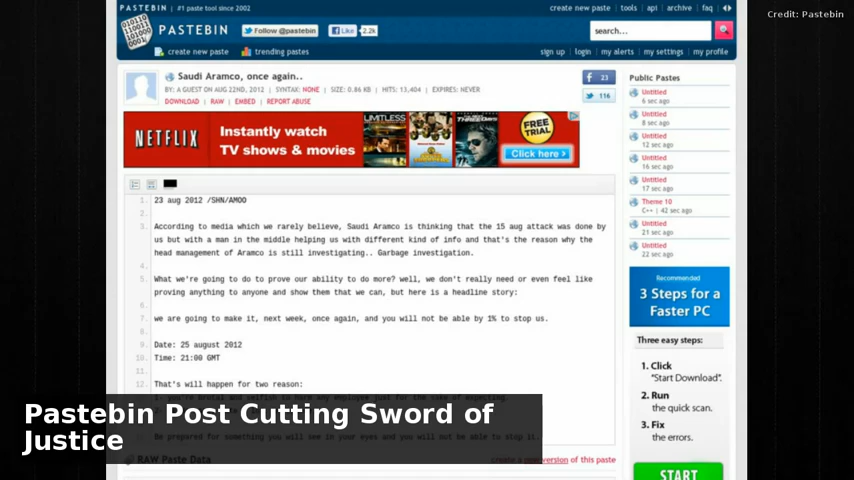 PASTEBIN | #1 paste tool since 2002
create new paste | tools | api | archive | faq |
Credit: Pastebin
PASTEBIN
Follow @pastebin
Like
2.2k
search...
create new paste
trending pastes
sign up | login | my alerts | my settings | my profile
Saudi Aramco, once again..
BY: A GUEST ON AUG 22ND, 2012 | SYNTAX: NONE | SIZE: 0.86 KB | HITS: 13,404 | EXPIRES: NEVER
DOWNLOAD | RAW | EMBED | REPORT ABUSE
23
116
NETFLIX
Instantly watch
TV shows & movies
LIMITLESS
FREE
TRIAL
Click here ›
1. 23 aug 2012 /SHN/AMOO
2.
3. According to media which we rarely believe, Saudi Aramco is thinking that the 15 aug attack was done by
us but with a man in the middle helping us with different kind of info and that's the reason why the
head management of Aramco is still investigating.. Garbage investigation.
4.
5. What we're going to do to prove our ability to do more? well, we don't really need or even feel like
proving anything to anyone and show them that we can, but here is a headline story:
6.
7. we are going to make it, next week, once again, and you will not be able by 1% to stop us.
8.
9. Date: 25 august 2012
10. Time: 21:00 GMT
11.
12. That's will happen for two reason:
Be prepared for something you will see in your eyes and you will not be able to stop it.
RAW Paste Data
create a new version of this paste
Public Pastes
Untitled
6 sec ago
Untitled
8 sec ago
Untitled
12 sec ago
Untitled
16 sec ago
Untitled
17 sec ago
Theme 10
C++ | 42 sec ago
Untitled
21 sec ago
Untitled
22 sec ago
Recommended
3 Steps for a
Faster PC
Three easy steps:
1. Click
"Start Download".
2. Run
the quick scan.
3. Fix
the errors.
START
Pastebin Post Cutting Sword of
Justice